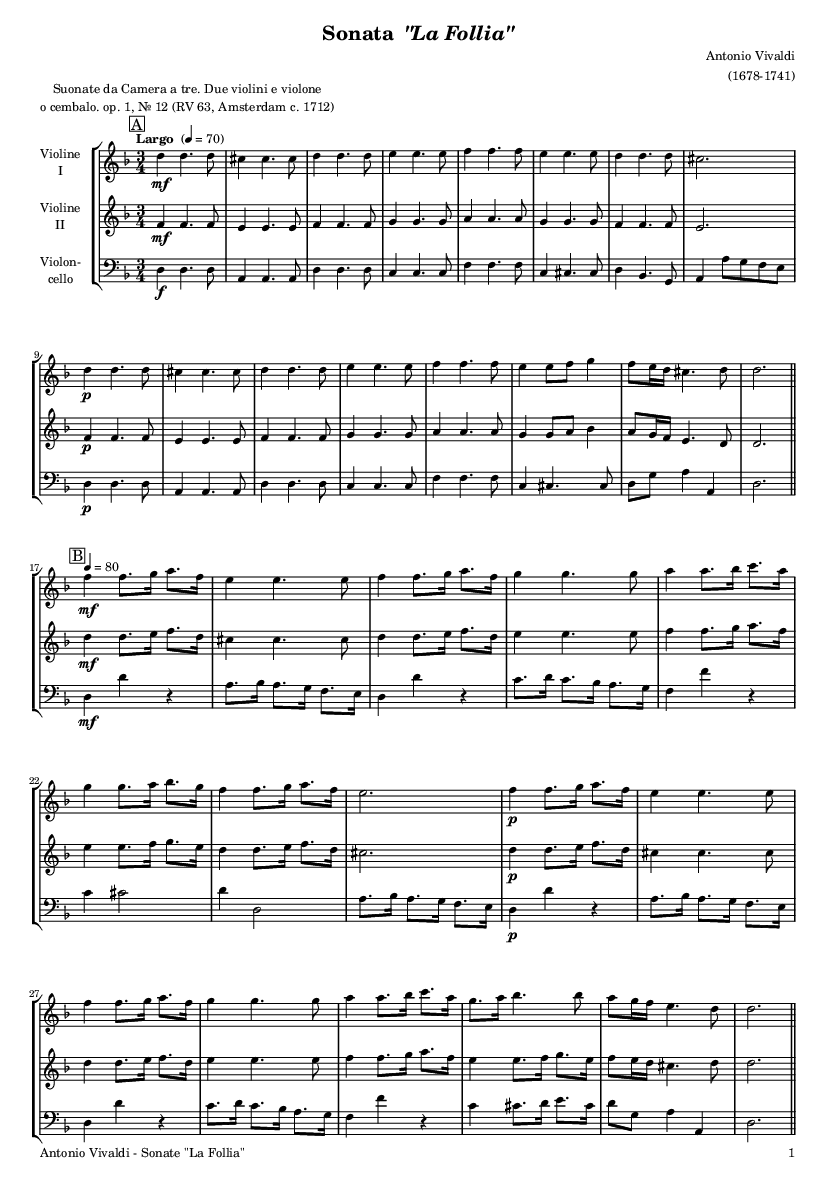 Sonata "La Follia"
Antonio Vivaldi
(1678-1741)
Suonate da Camera a tre. Due violini e violone
o cembalo. op. 1, № 12 (RV 63, Amsterdam c. 1712)
A
Largo (♩ = 70)
Violine
I
mf
Violine
II
mf
Violon-
cello
f
9
p
p
p
B
17
♩ = 80
mf
mf
mf
22
p
p
p
27
Antonio Vivaldi - Sonate "La Follia"
1